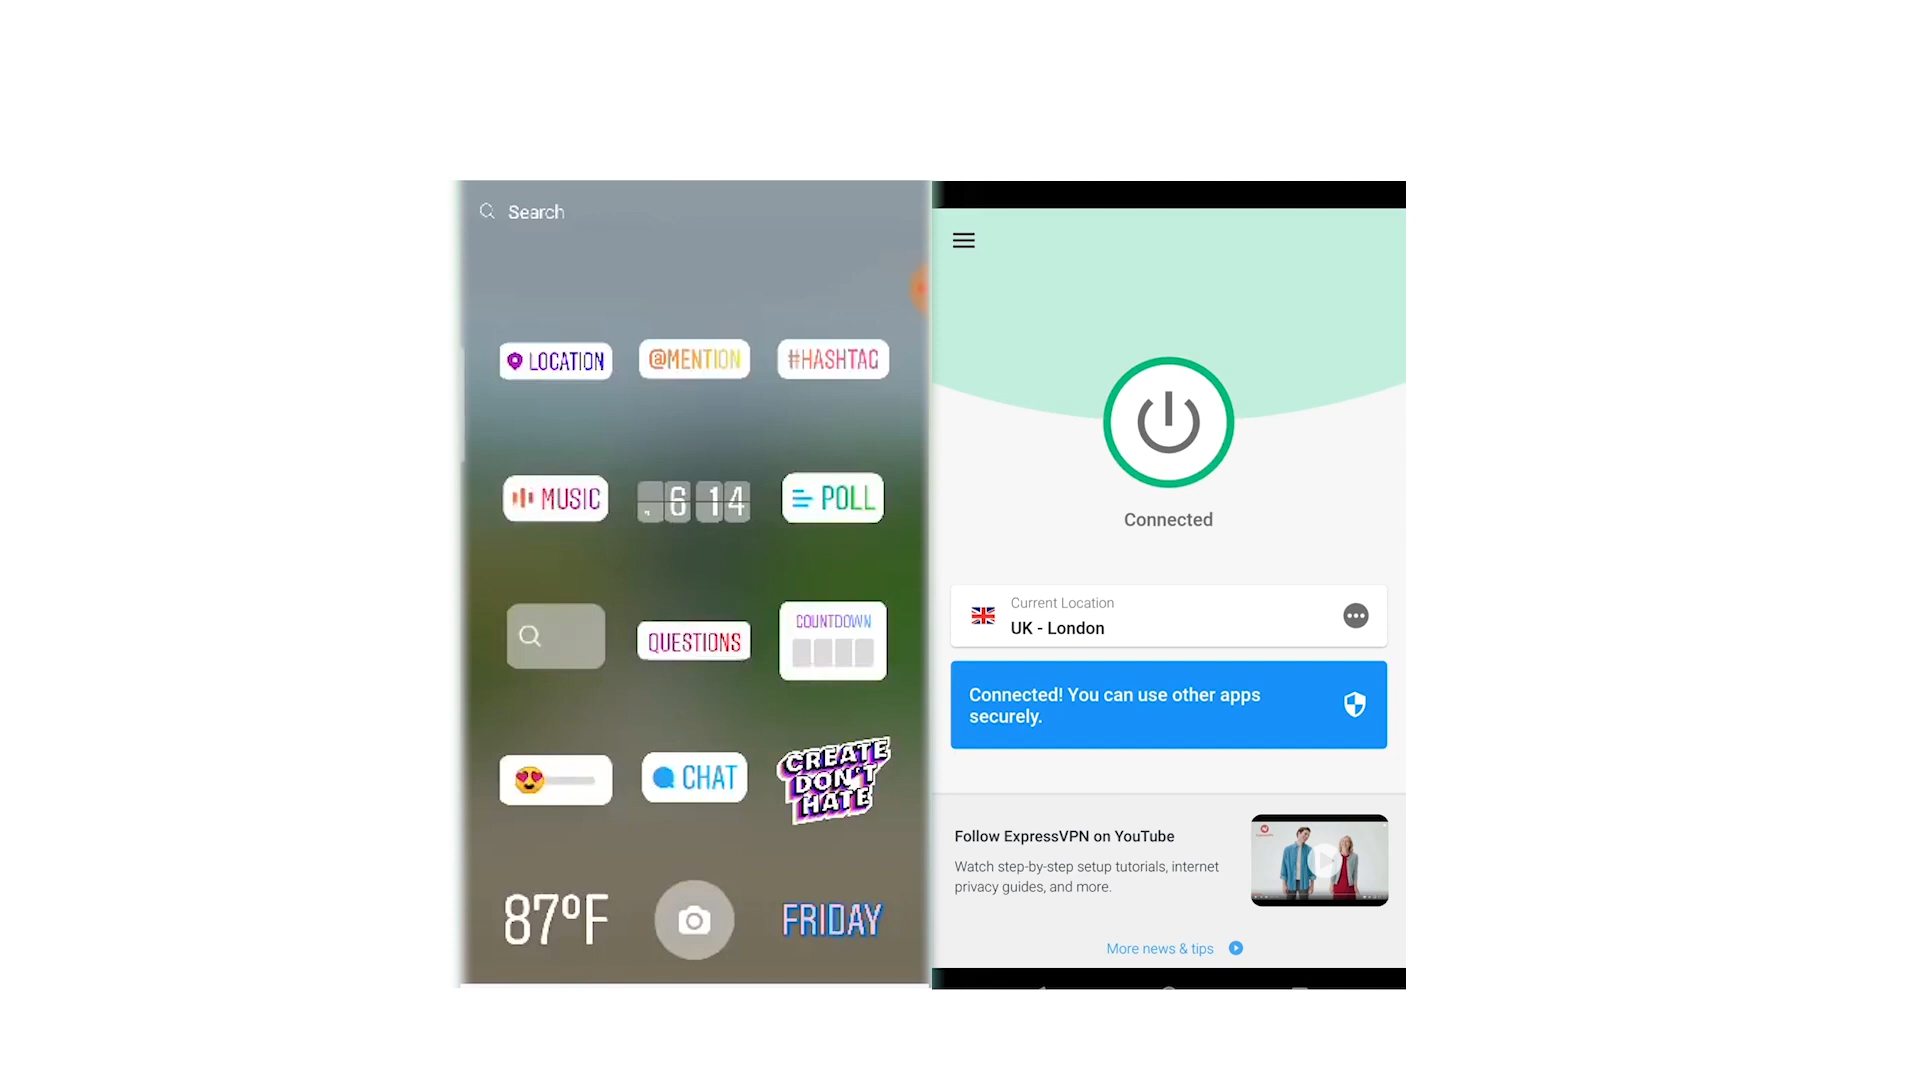 Search
LOCATION
@MENTION
#HASHTAG
MUSIC
6 14
POLL
QUESTIONS
COUNTDOWN
CHAT
CREATE
DON'T
HATE
87°F
FRIDAY
Connected
Current Location
UK - London
Connected! You can use other apps
securely.
Follow ExpressVPN on YouTube
Watch step-by-step setup tutorials, internet
privacy guides, and more.
More news & tips